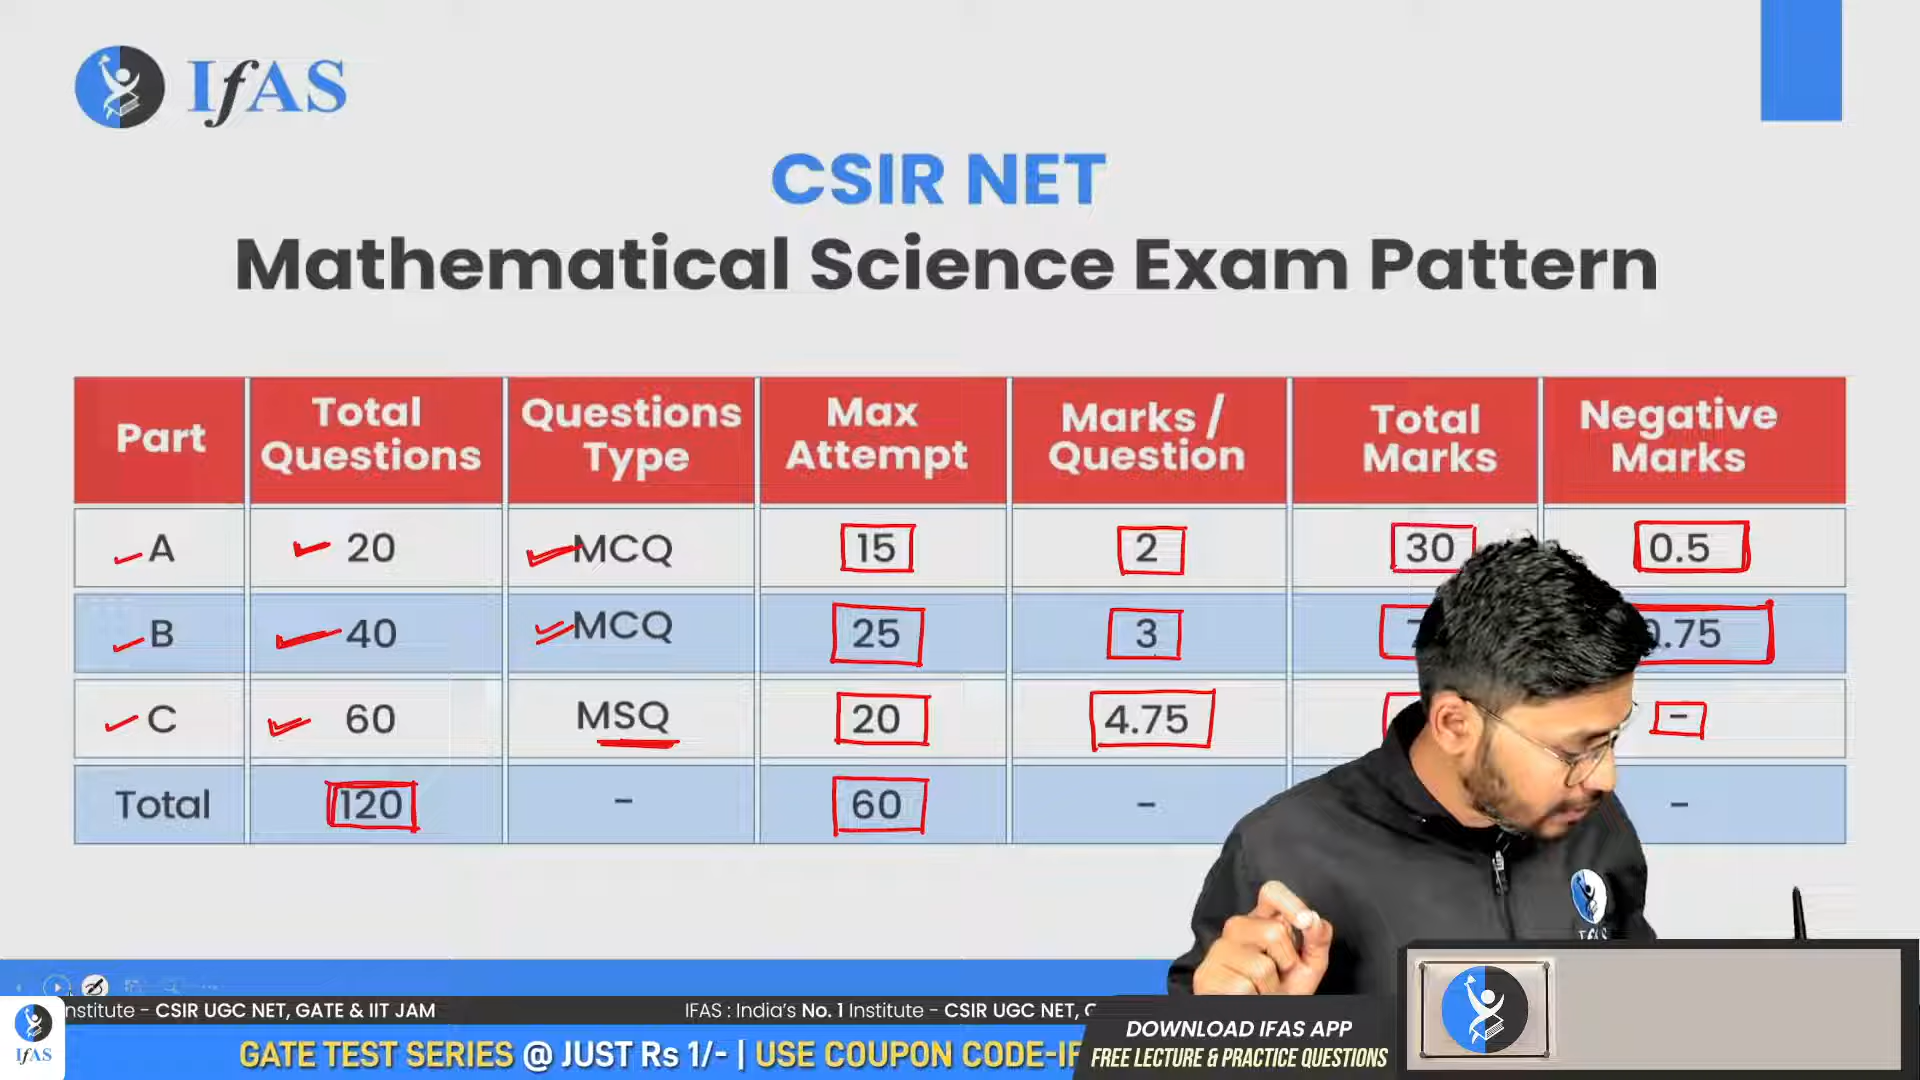 IfAS
CSIR NET
Mathematical Science Exam Pattern
Part Total Questions Questions Type Max Attempt Marks / Question Total Marks Negative Marks
A 20 MCQ 15 2 30 0.5
B 40 MCQ 25 3 .75
C 60 MSQ 20 4.75 -
Total 120 - 60 - -
IFAS
nstitute - CSIR UGC NET, GATE & IIT JAM IFAS : India's No. 1 Institute - CSIR UGC NET,
IfAS
GATE TEST SERIES @ JUST Rs 1/- | USE COUPON CODE-IF
DOWNLOAD IFAS APP
FREE LECTURE & PRACTICE QUESTIONS